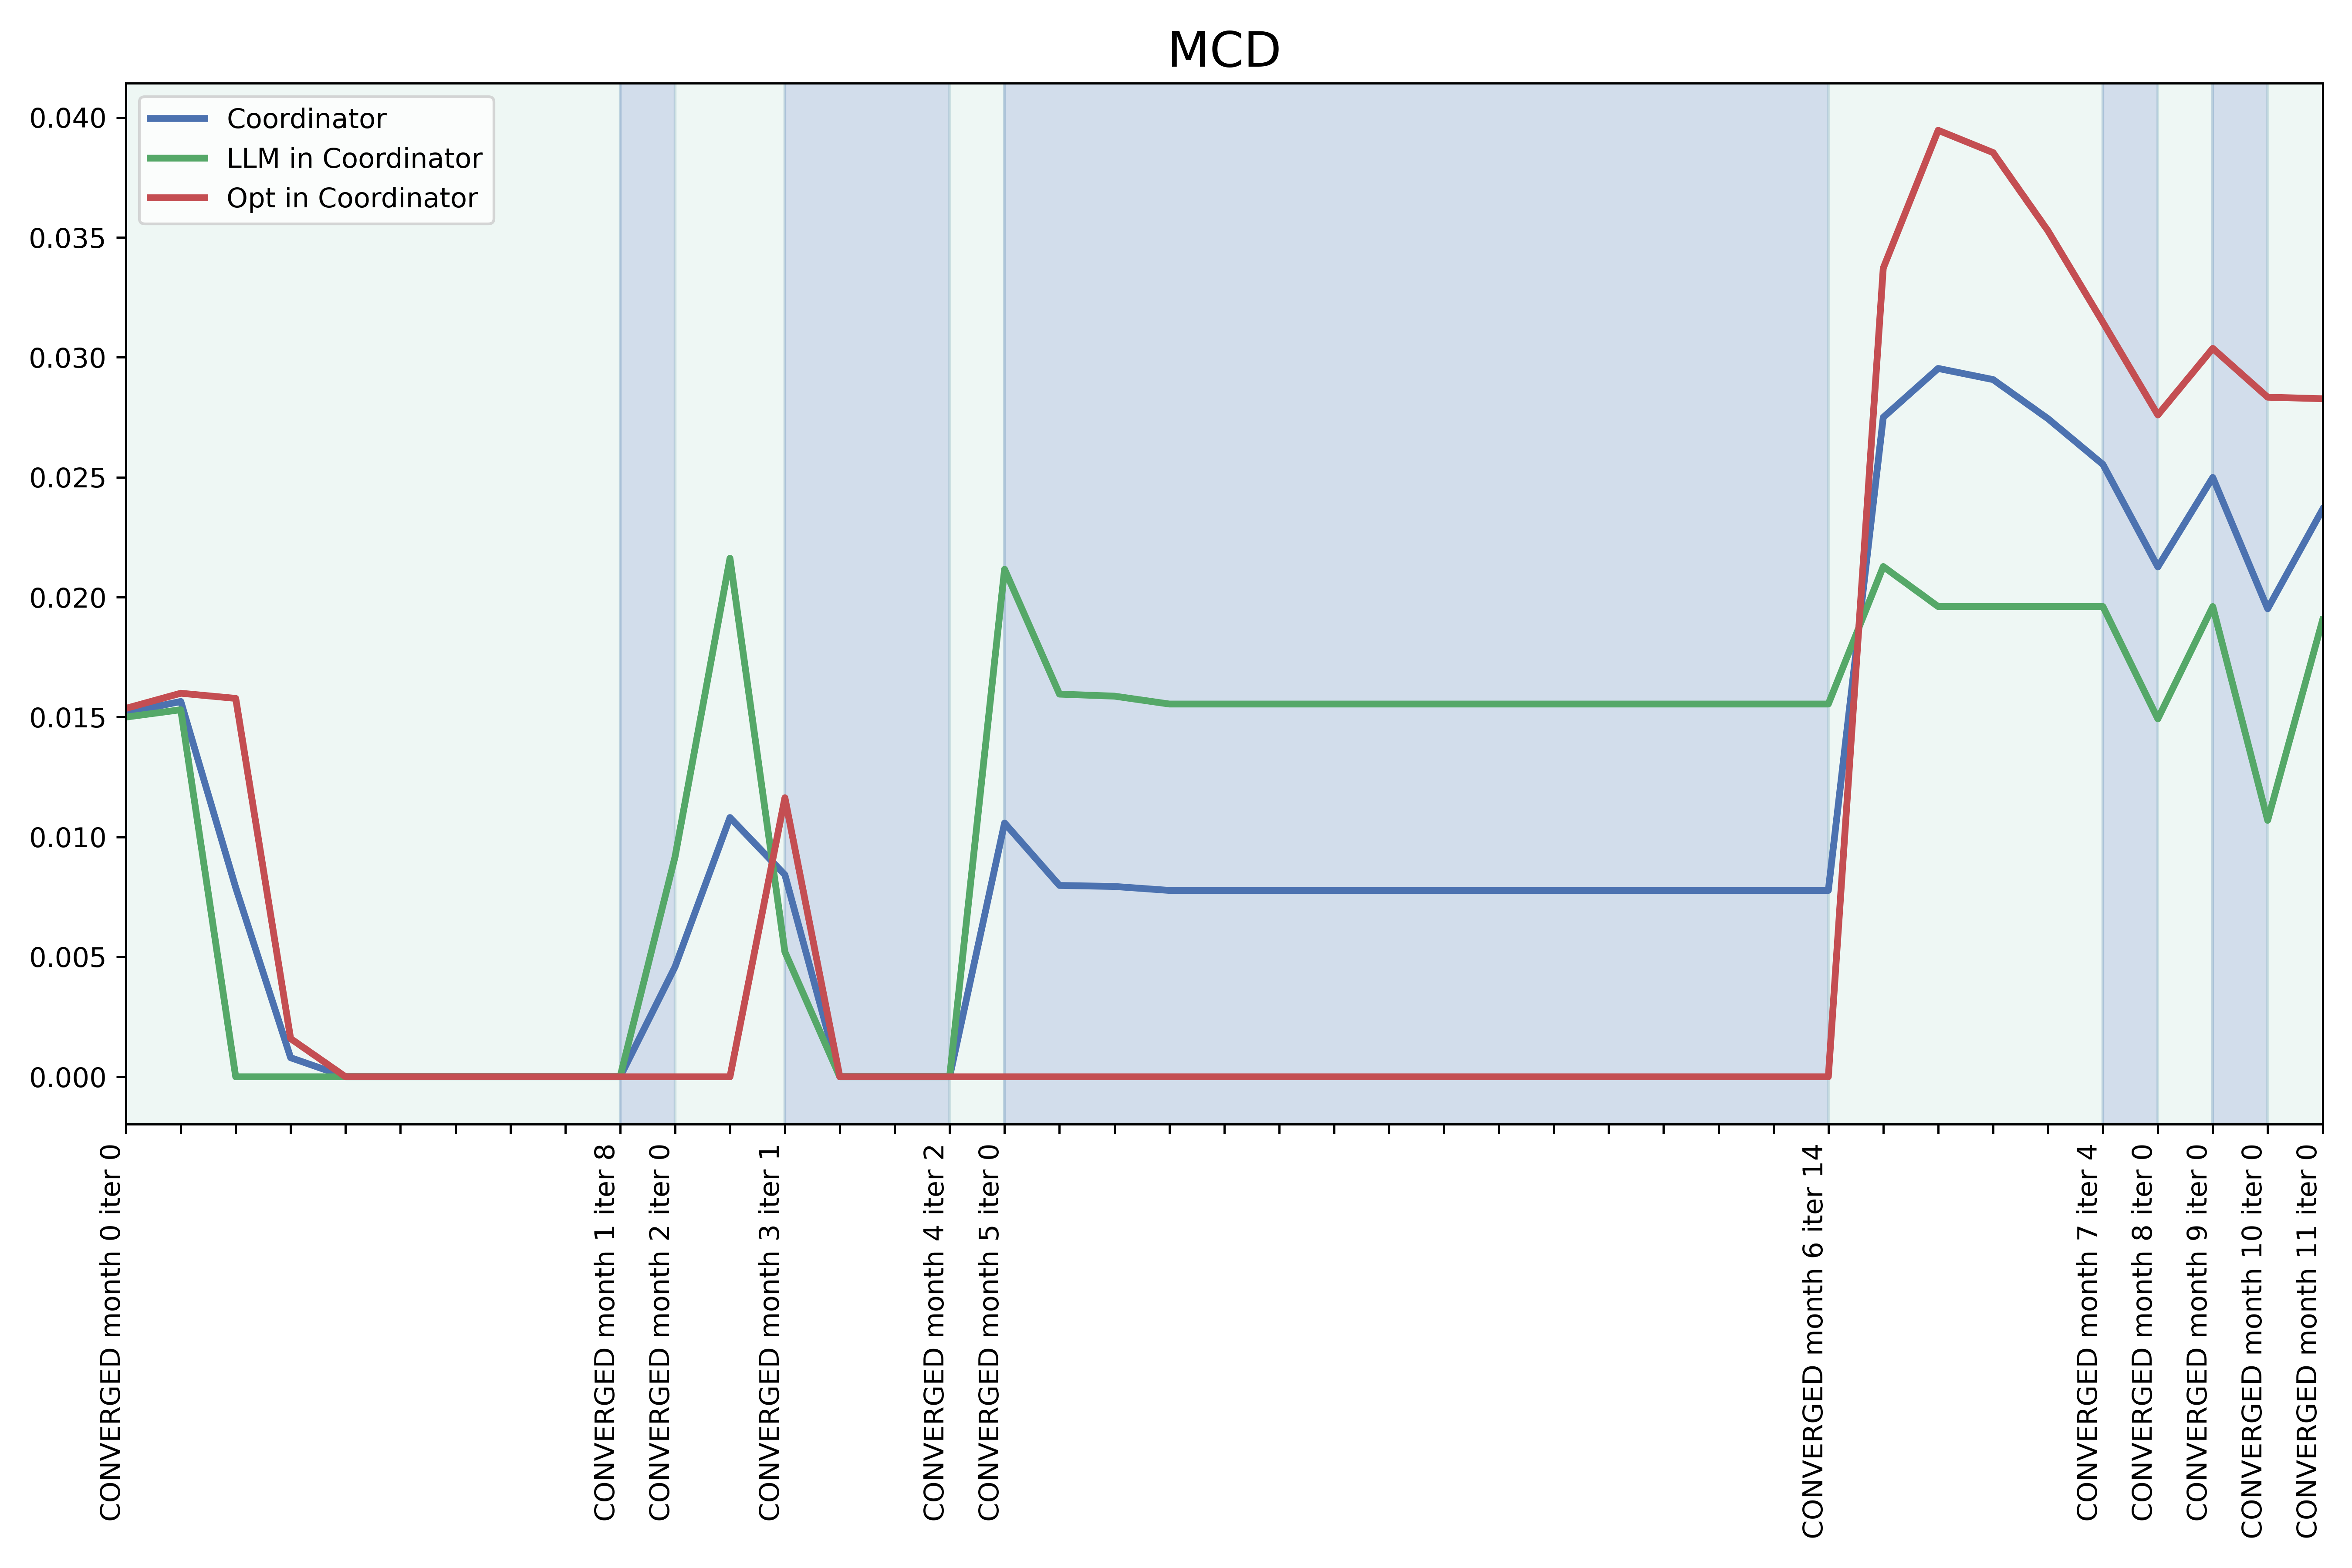 MCD
Coordinator
LLM in Coordinator
Opt in Coordinator
0.040
0.035
0.030
0.025
0.020
0.015
0.010
0.005
0.000
CONVERGED month 0 iter 0
CONVERGED month 1 iter 8
CONVERGED month 2 iter 0
CONVERGED month 3 iter 1
CONVERGED month 4 iter 2
CONVERGED month 5 iter 0
CONVERGED month 6 iter 14
CONVERGED month 7 iter 4
CONVERGED month 8 iter 0
CONVERGED month 9 iter 0
CONVERGED month 10 iter 0
CONVERGED month 11 iter 0